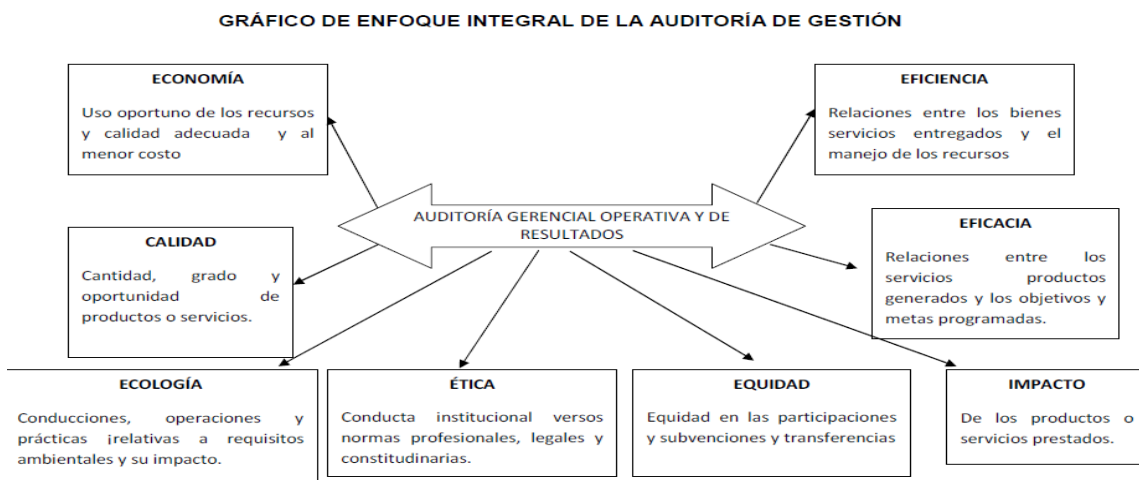 GRÁFICO DE ENFOQUE INTEGRAL DE LA AUDITORÍA DE GESTIÓN
ECONOMÍA
Uso oportuno de los recursos
y calidad adecuada y al
menor costo
EFICIENCIA
Relaciones entre los bienes
servicios entregados y el
manejo de los recursos
AUDITORÍA GERENCIAL OPERATIVA Y DE
RESULTADOS
CALIDAD
Cantidad, grado y
oportunidad de
productos o servicios.
EFICACIA
Relaciones entre los
servicios productos
generados y los objetivos y
metas programadas.
ECOLOGÍA
Conducciones, operaciones y
prácticas ¡relativas a requisitos
ambientales y su impacto.
ÉTICA
Conducta institucional versos
normas profesionales, legales y
constitudinarias.
EQUIDAD
Equidad en las participaciones
y subvenciones y transferencias
IMPACTO
De los productos o
servicios prestados.